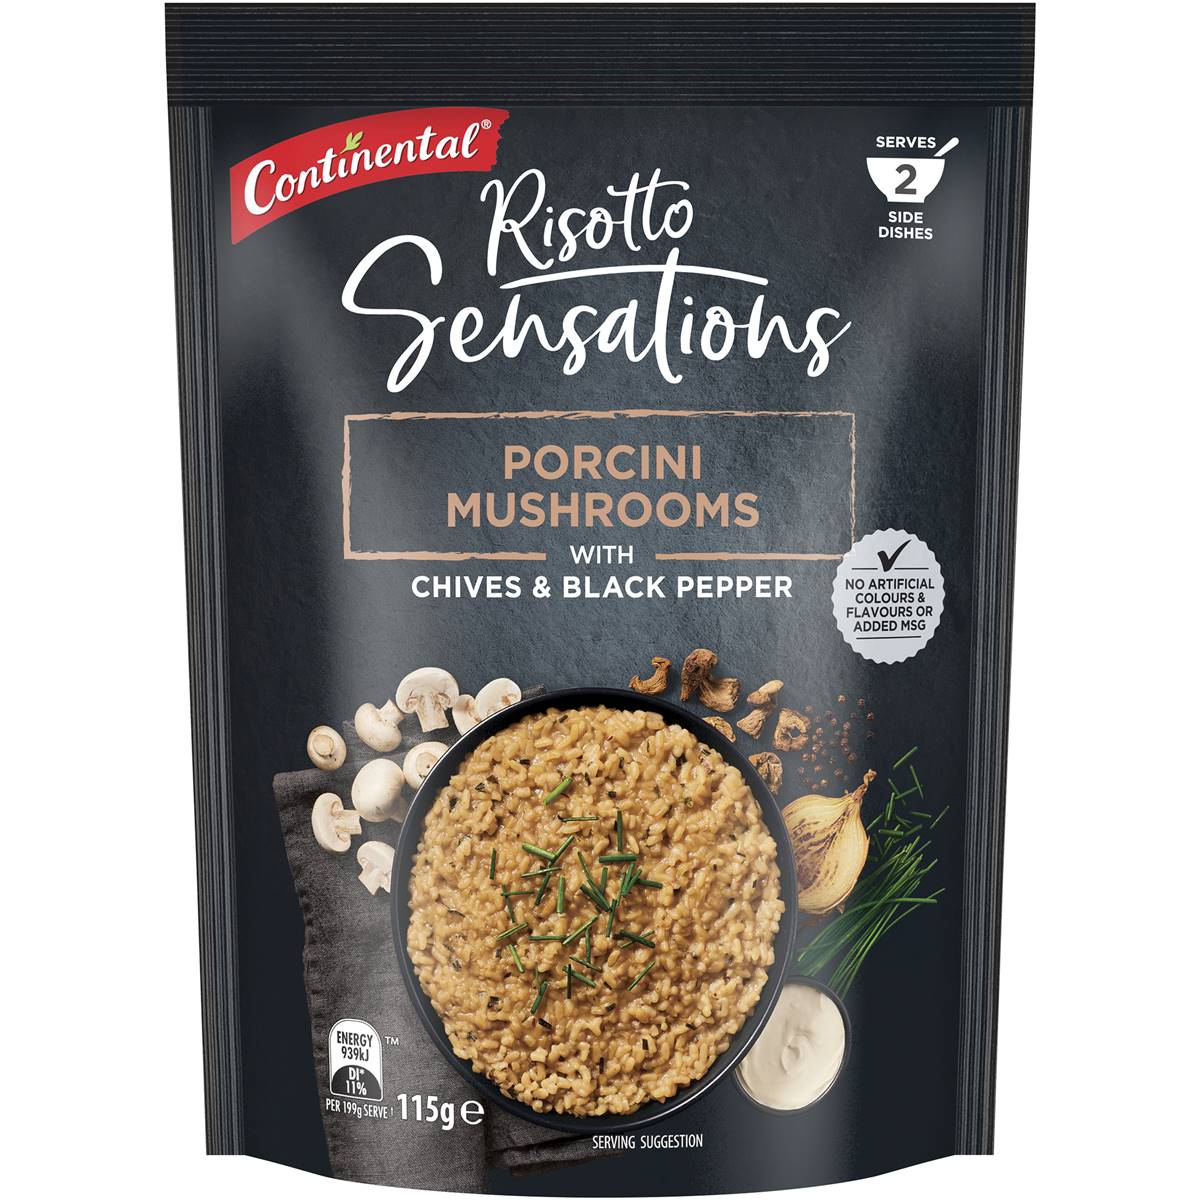 Continental®
Risotto
Sensations
SERVES
2
SIDE
DISHES
PORCINI
MUSHROOMS
WITH
CHIVES & BLACK PEPPER
NO ARTIFICIAL
COLOURS &
FLAVOURS OR
ADDED MSG
ENERGY
939kJ
DI*
11%
TM
PER 199g SERVE†
115g℮
SERVING SUGGESTION